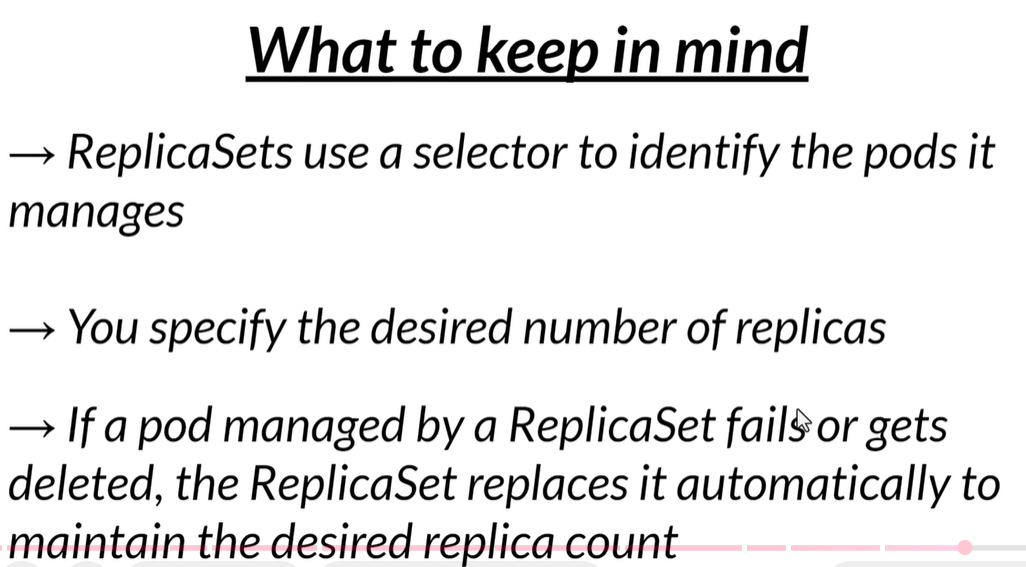 What to keep in mind
→ ReplicaSets use a selector to identify the pods it
manages
→ You specify the desired number of replicas
→ If a pod managed by a ReplicaSet fails or gets
deleted, the ReplicaSet replaces it automatically to
maintain the desired replica count